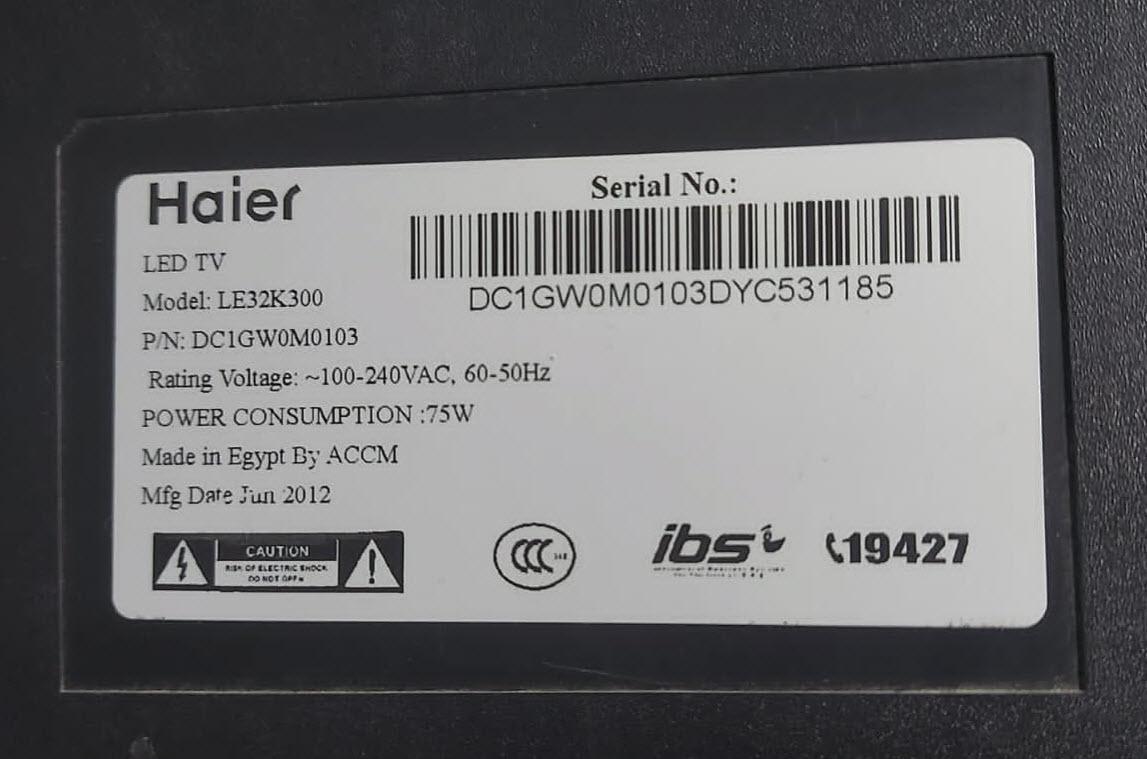 Haier
Serial No.:
DC1GW0M0103DYC531185
LED TV
Model: LE32K300
P/N: DC1GW0M0103
Rating Voltage: ~100-240VAC, 60-50Hz
POWER CONSUMPTION :75W
Made in Egypt By ACCM
Mfg Date Jun 2012
CAUTION
RISK OF ELECTRIC SHOCK
DO NOT OPEN
CCC
ibs
19427